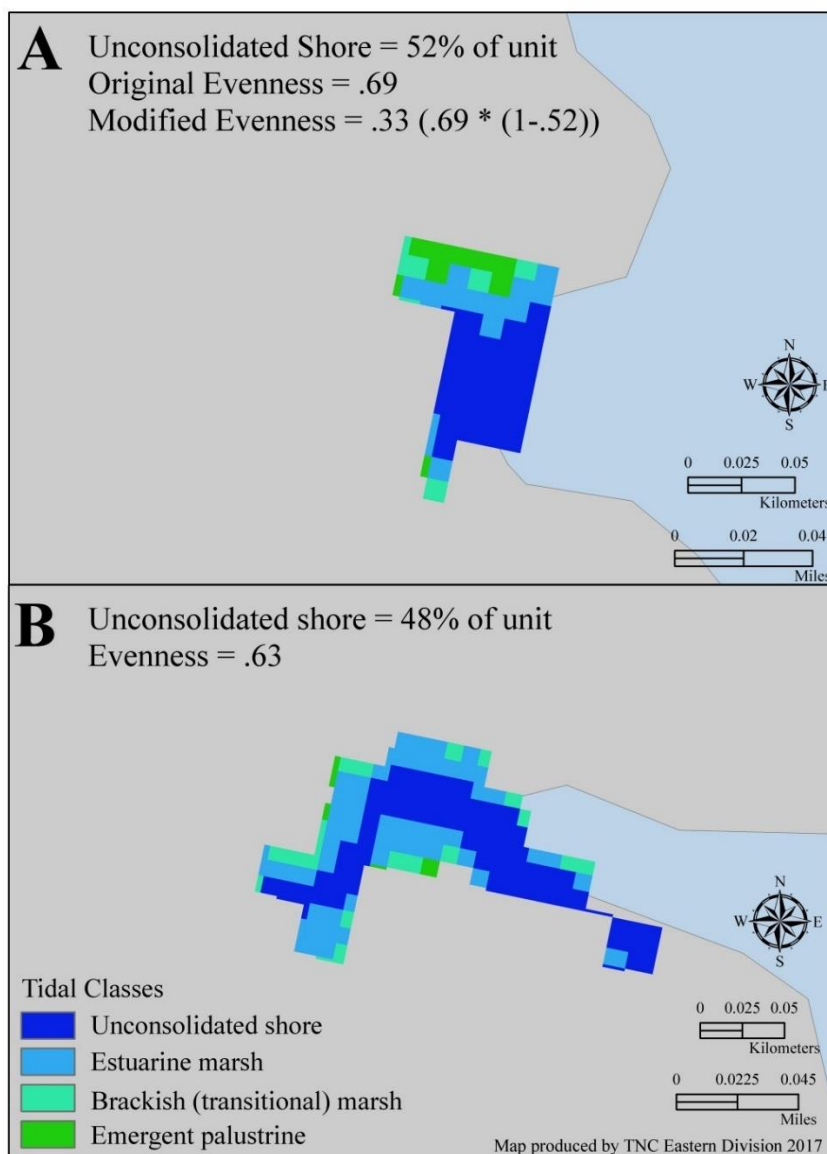 A
Unconsolidated Shore = 52% of unit
Original Evenness = .69
Modified Evenness = .33 (.69 * (1-.52))
N
W E
S
0 0.025 0.05
Kilometers
0 0.02 0.04
Miles
B
Unconsolidated shore = 48% of unit
Evenness = .63
N
W E
S
Tidal Classes
Unconsolidated shore
Estuarine marsh
Brackish (transitional) marsh
Emergent palustrine
0 0.025 0.05
Kilometers
0 0.0225 0.045
Miles
Map produced by TNC Eastern Division 2017